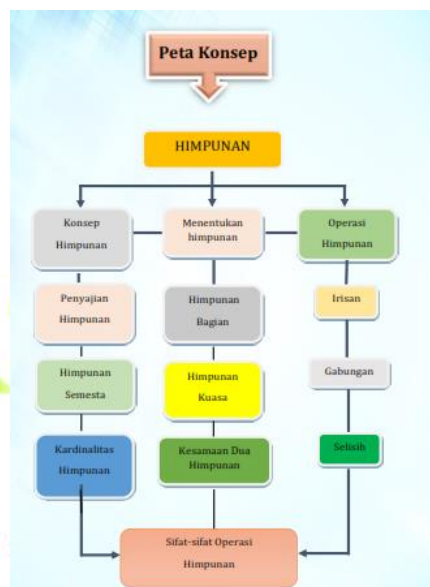 Peta Konsep
HIMPUNAN
Konsep
Himpunan
Menentukan
himpunan
Operasi
Himpunan
Penyajian
Himpunan
Himpunan
Bagian
Irisan
Himpunan
Semesta
Himpunan
Kuasa
Gabungan
Kardinalitas
Himpunan
Kesamaan Dua
Himpunan
Selisih
Sifat-sifat Operasi
Himpunan